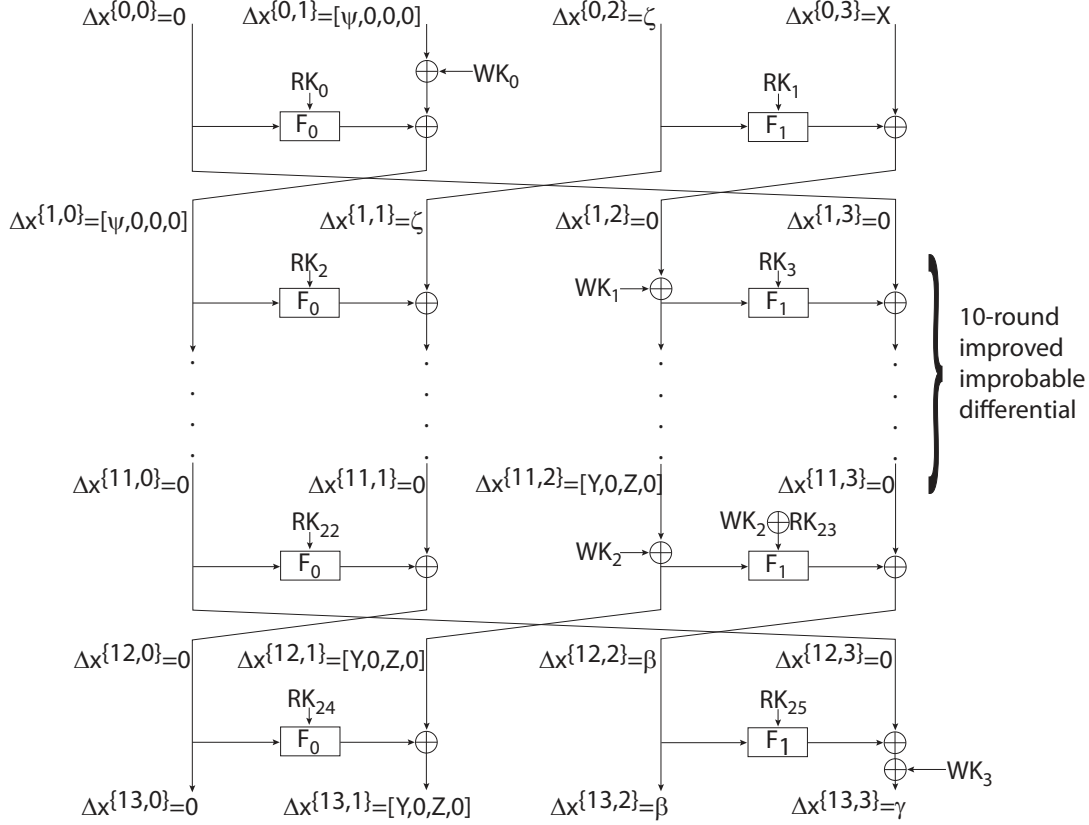 Δx{0,0}=0 Δx{0,1}=[ψ,0,0,0] Δx{0,2}=ζ Δx{0,3}=X
WK0
RK0 RK1
F0 F1
Δx{1,0}=[ψ,0,0,0] Δx{1,1}=ζ Δx{1,2}=0 Δx{1,3}=0
RK2 RK3
WK1
F0 F1
10-round
improved
improbable
differential
Δx{11,0}=0 Δx{11,1}=0 Δx{11,2}=[Y,0,Z,0] Δx{11,3}=0
RK22 WK2⊕RK23
WK2
F0 F1
Δx{12,0}=0 Δx{12,1}=[Y,0,Z,0] Δx{12,2}=β Δx{12,3}=0
RK24 RK25
F0 F1
WK3
Δx{13,0}=0 Δx{13,1}=[Y,0,Z,0] Δx{13,2}=β Δx{13,3}=γ